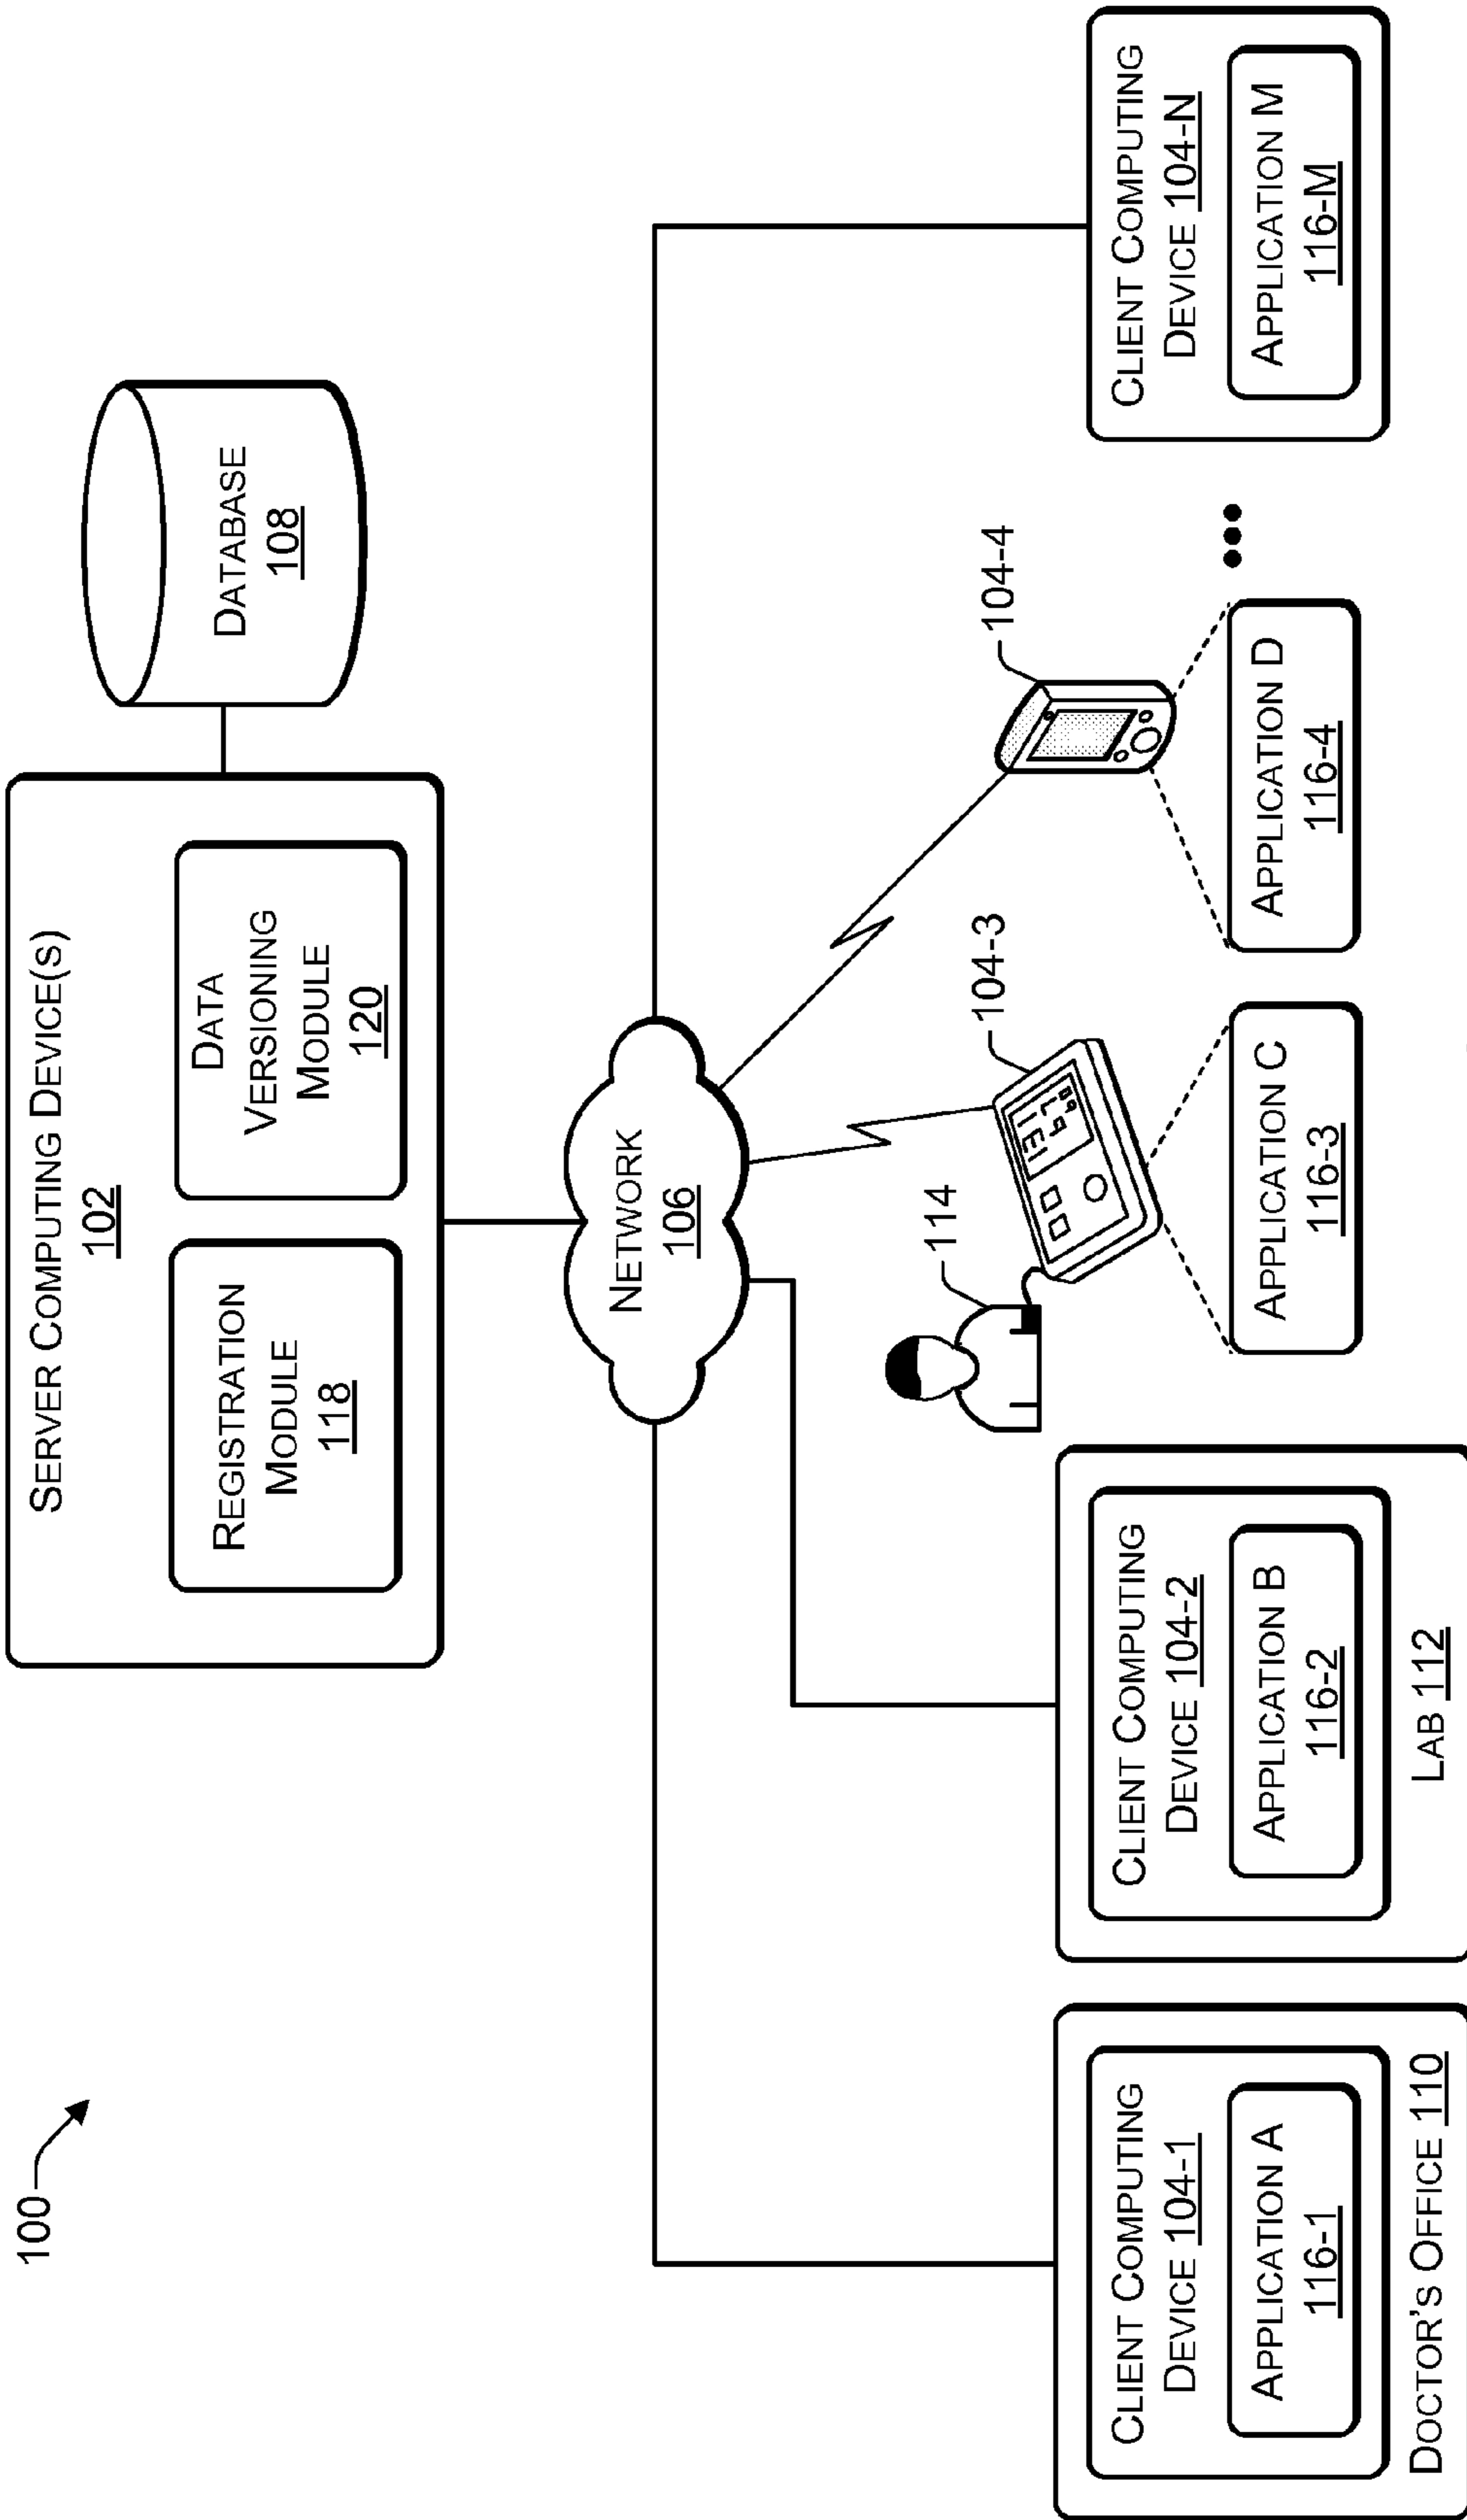 100
SERVER COMPUTING DEVICE(S)
102
REGISTRATION
MODULE
118
DATA
VERSIONING
MODULE
120
DATABASE
108
NETWORK
106
114
104-3
104-4
CLIENT COMPUTING
DEVICE 104-1
APPLICATION A
116-1
DOCTOR'S OFFICE 110
CLIENT COMPUTING
DEVICE 104-2
APPLICATION B
116-2
LAB 112
APPLICATION C
116-3
APPLICATION D
116-4
•••
CLIENT COMPUTING
DEVICE 104-N
APPLICATION M
116-M